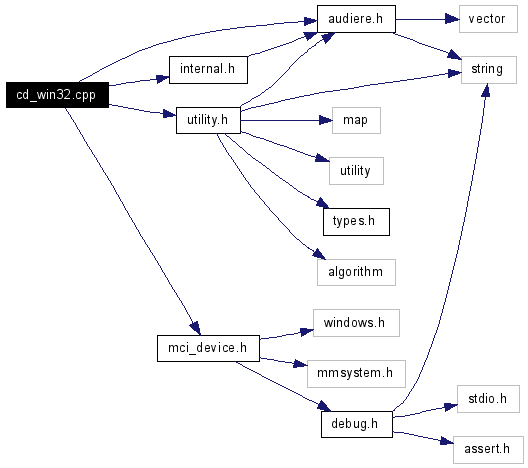 audiere.h
vector
internal.h
string
cd_win32.cpp
utility.h
map
utility
types.h
algorithm
windows.h
mci_device.h
mmsystem.h
stdio.h
debug.h
assert.h